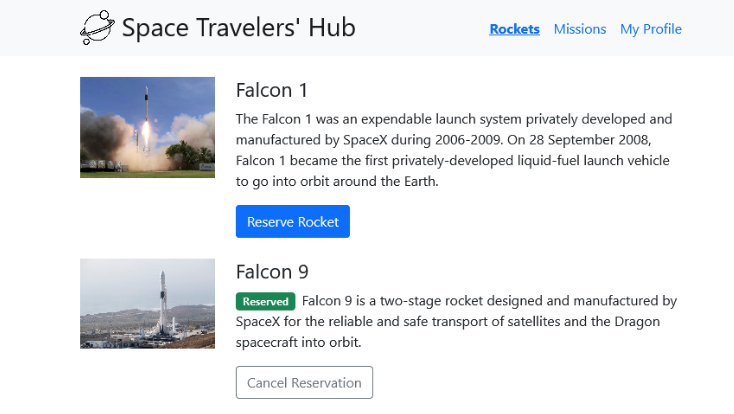 Space Travelers' Hub
Rockets Missions My Profile
Falcon 1
The Falcon 1 was an expendable launch system privately developed and
manufactured by SpaceX during 2006-2009. On 28 September 2008,
Falcon 1 became the first privately-developed liquid-fuel launch vehicle
to go into orbit around the Earth.
Reserve Rocket
Falcon 9
Reserved Falcon 9 is a two-stage rocket designed and manufactured by
SpaceX for the reliable and safe transport of satellites and the Dragon
spacecraft into orbit.
Cancel Reservation